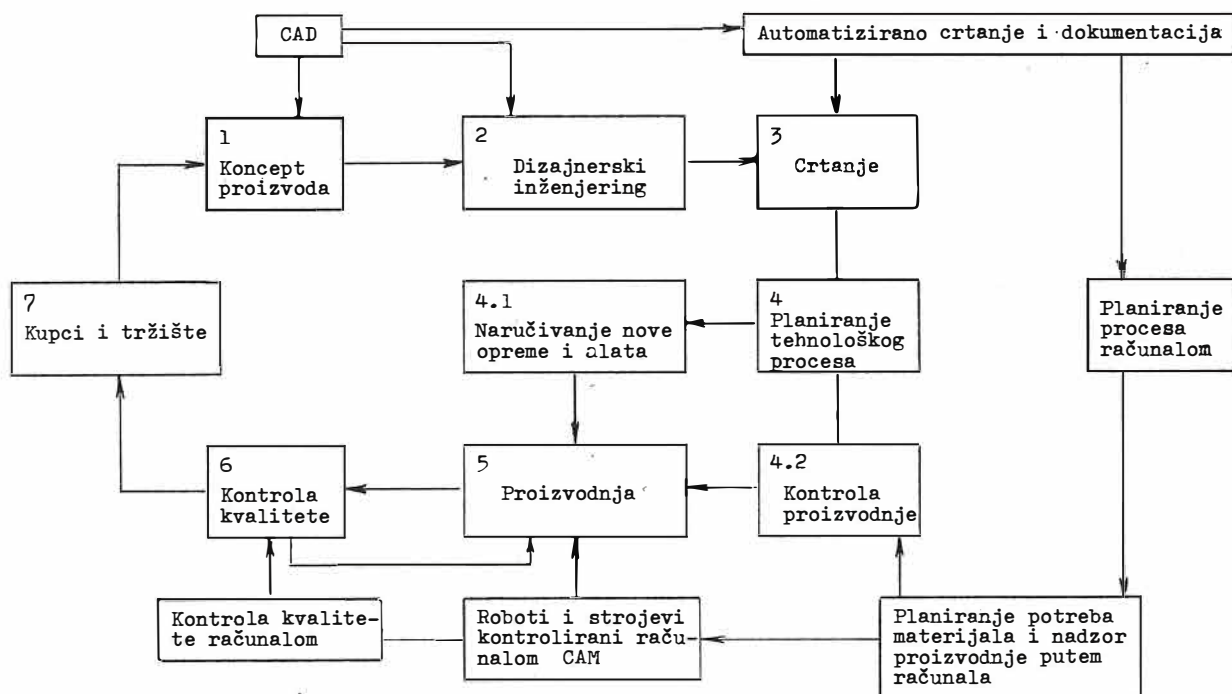 CAD
Automatizirano crtanje i dokumentacija
1
Koncept
proizvoda
2
Dizajnerski
inženjering
3
Crtanje
7
Kupci i tržište
4.1
Naručivanje nove
opreme i alata
4
Planiranje
tehnološkog
procesa
Planiranje
procesa
računalom
6
Kontrola
kvalitete
5
Proizvodnja
4.2
Kontrola
proizvodnje
Kontrola kvalite-
te računalom
Roboti i strojevi
kontrolirani raču-
nalom CAM
Planiranje potreba
materijala i nadzor
proizvodnje putem
računala